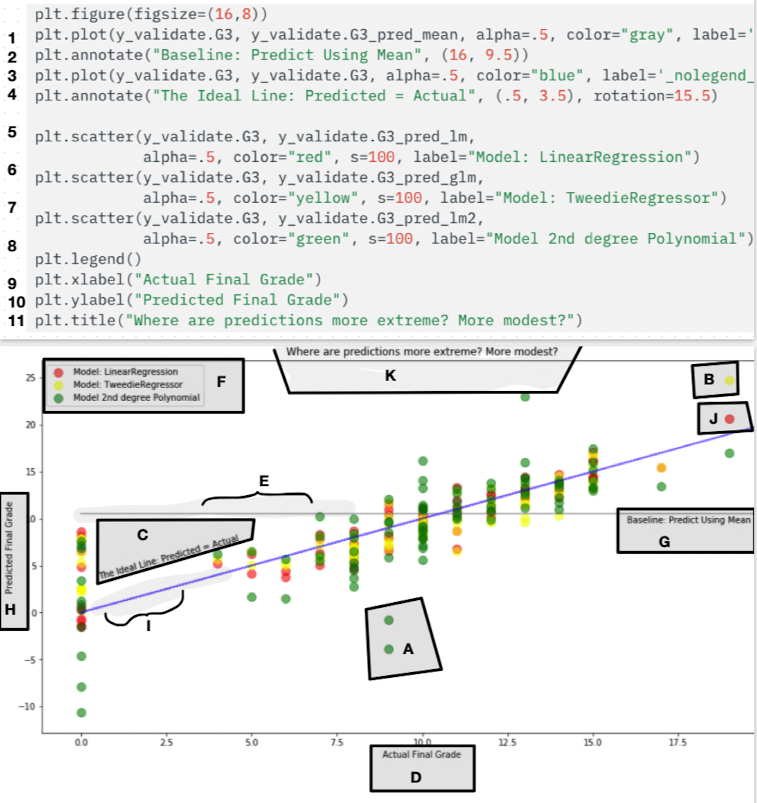 plt.figure(figsize=(16,8))
1 plt.plot(y_validate.G3, y_validate.G3_pred_mean, alpha=.5, color="gray", label='
2 plt.annotate("Baseline: Predict Using Mean", (16, 9.5))
3 plt.plot(y_validate.G3, y_validate.G3, alpha=.5, color="blue", label='_nolegend_
4 plt.annotate("The Ideal Line: Predicted = Actual", (.5, 3.5), rotation=15.5)
5 plt.scatter(y_validate.G3, y_validate.G3_pred_lm,
alpha=.5, color="red", s=100, label="Model: LinearRegression")
6 plt.scatter(y_validate.G3, y_validate.G3_pred_glm,
alpha=.5, color="yellow", s=100, label="Model: TweedieRegressor")
7 plt.scatter(y_validate.G3, y_validate.G3_pred_lm2,
alpha=.5, color="green", s=100, label="Model 2nd degree Polynomial")
8 plt.legend()
9 plt.xlabel("Actual Final Grade")
10 plt.ylabel("Predicted Final Grade")
11 plt.title("Where are predictions more extreme? More modest?")
Where are predictions more extreme? More modest?
K
Model: LinearRegression
Model: TweedieRegressor
Model 2nd degree Polynomial
F
B
J
E
C
The Ideal Line: Predicted = Actual
Baseline: Predict Using Mean
G
Predicted Final Grade
H
I
A
25
20
15
10
5
0
−5
−10
0.0 2.5 5.0 7.5 10.0 12.5 15.0 17.5
Actual Final Grade
D